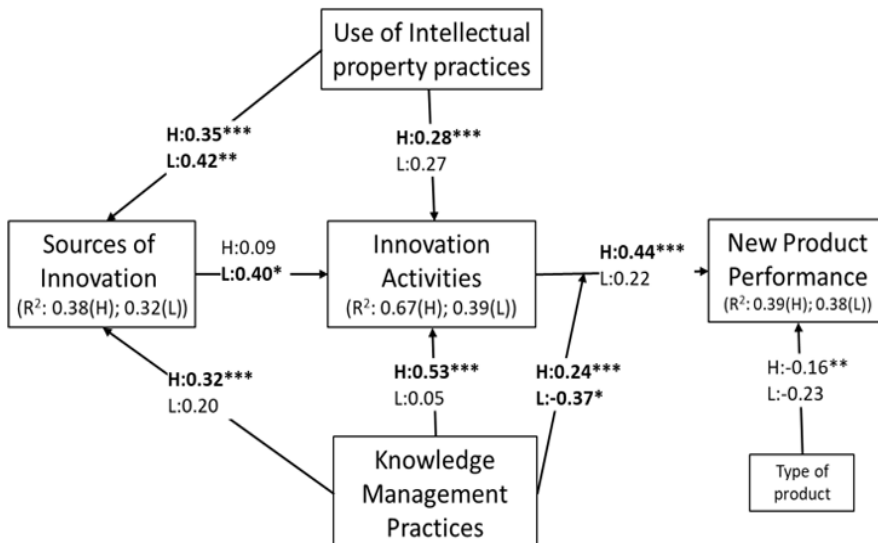 Use of Intellectual
property practices
H:0.35***
L:0.42**
H:0.28***
L:0.27
Sources of
Innovation
(R²: 0.38(H); 0.32(L))
H:0.09
L:0.40*
Innovation
Activities
(R²: 0.67(H); 0.39(L))
H:0.44***
L:0.22
New Product
Performance
(R²: 0.39(H); 0.38(L))
H:0.32***
L:0.20
H:0.53***
L:0.05
H:0.24***
L:-0.37*
H:-0.16**
L:-0.23
Knowledge
Management
Practices
Type of
product